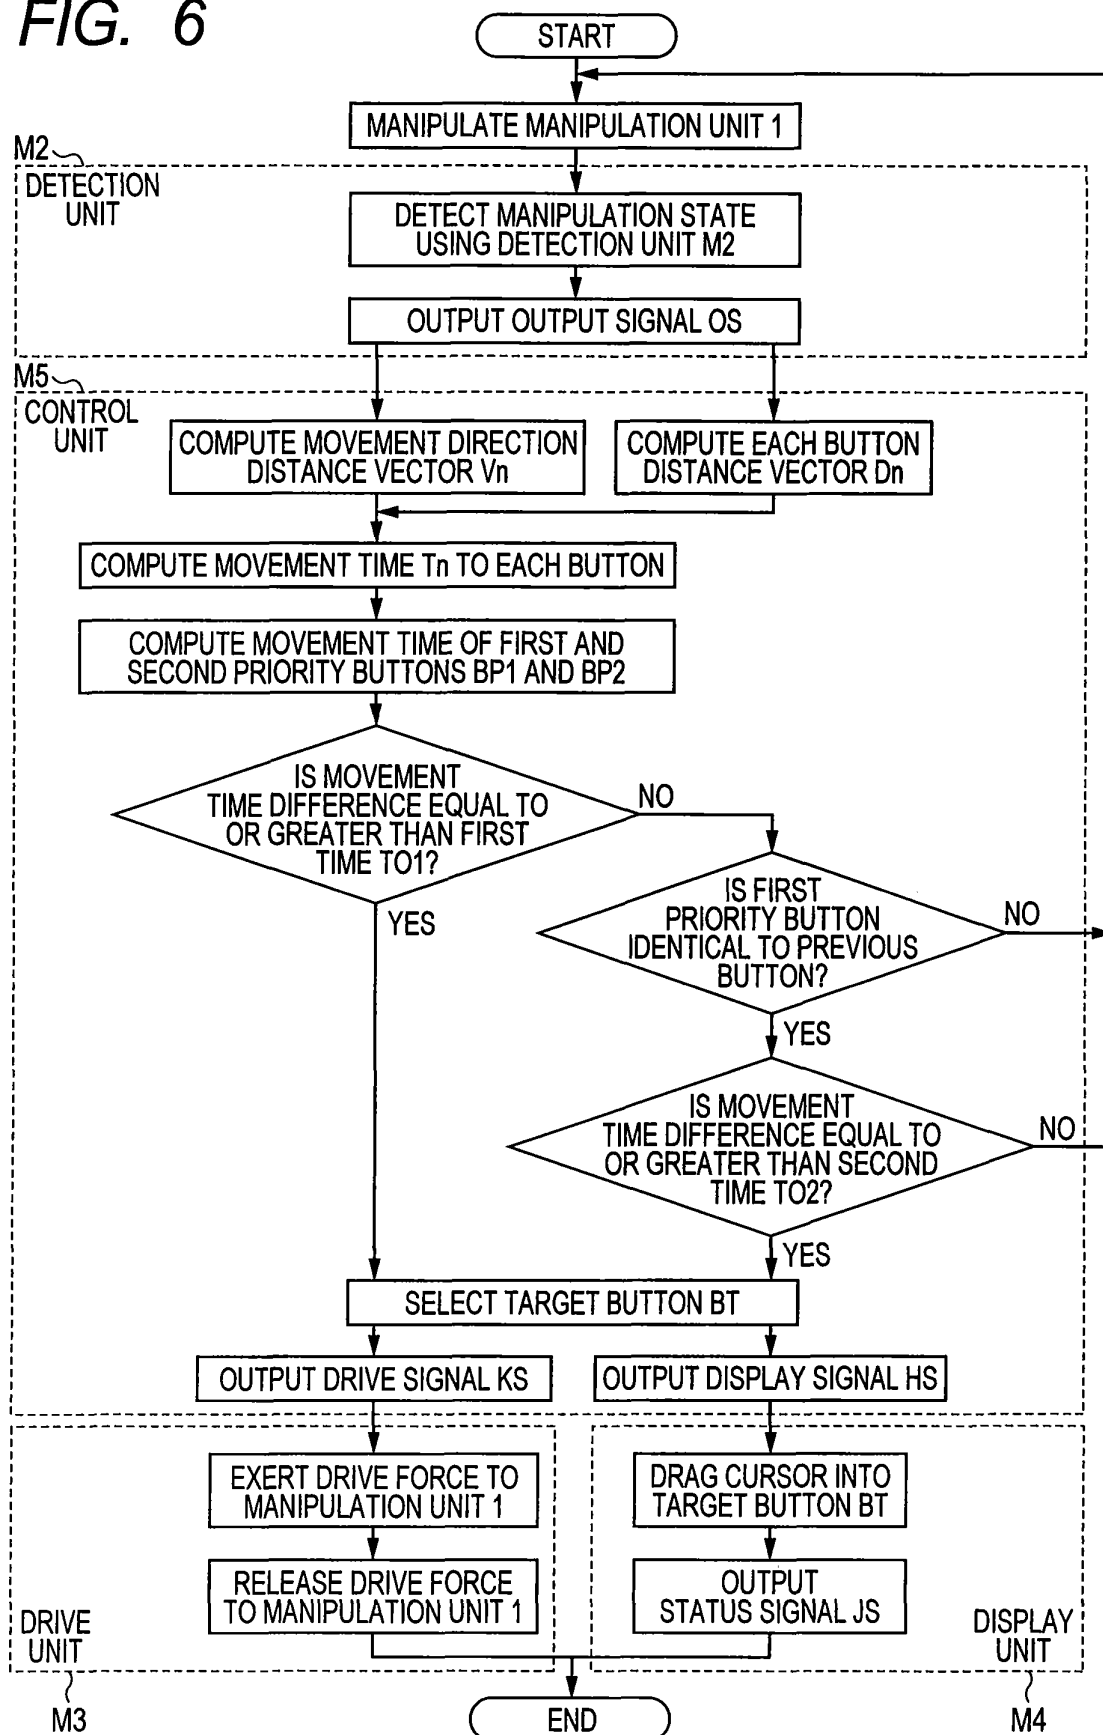 FIG. 6
START
MANIPULATE MANIPULATION UNIT 1
M2
DETECTION
UNIT
DETECT MANIPULATION STATE
USING DETECTION UNIT M2
OUTPUT OUTPUT SIGNAL OS
M5
CONTROL
UNIT
COMPUTE MOVEMENT DIRECTION
DISTANCE VECTOR Vn
COMPUTE EACH BUTTON
DISTANCE VECTOR Dn
COMPUTE MOVEMENT TIME Tn TO EACH BUTTON
COMPUTE MOVEMENT TIME OF FIRST AND
SECOND PRIORITY BUTTONS BP1 AND BP2
IS MOVEMENT
TIME DIFFERENCE EQUAL TO
OR GREATER THAN FIRST
TIME TO1?
NO
YES
IS FIRST
PRIORITY BUTTON
IDENTICAL TO PREVIOUS
BUTTON?
NO
YES
IS MOVEMENT
TIME DIFFERENCE EQUAL TO
OR GREATER THAN SECOND
TIME TO2?
NO
YES
SELECT TARGET BUTTON BT
OUTPUT DRIVE SIGNAL KS
OUTPUT DISPLAY SIGNAL HS
EXERT DRIVE FORCE TO
MANIPULATION UNIT 1
DRAG CURSOR INTO
TARGET BUTTON BT
RELEASE DRIVE FORCE
TO MANIPULATION UNIT 1
OUTPUT
STATUS SIGNAL JS
DRIVE
UNIT
DISPLAY
UNIT
M3
END
M4